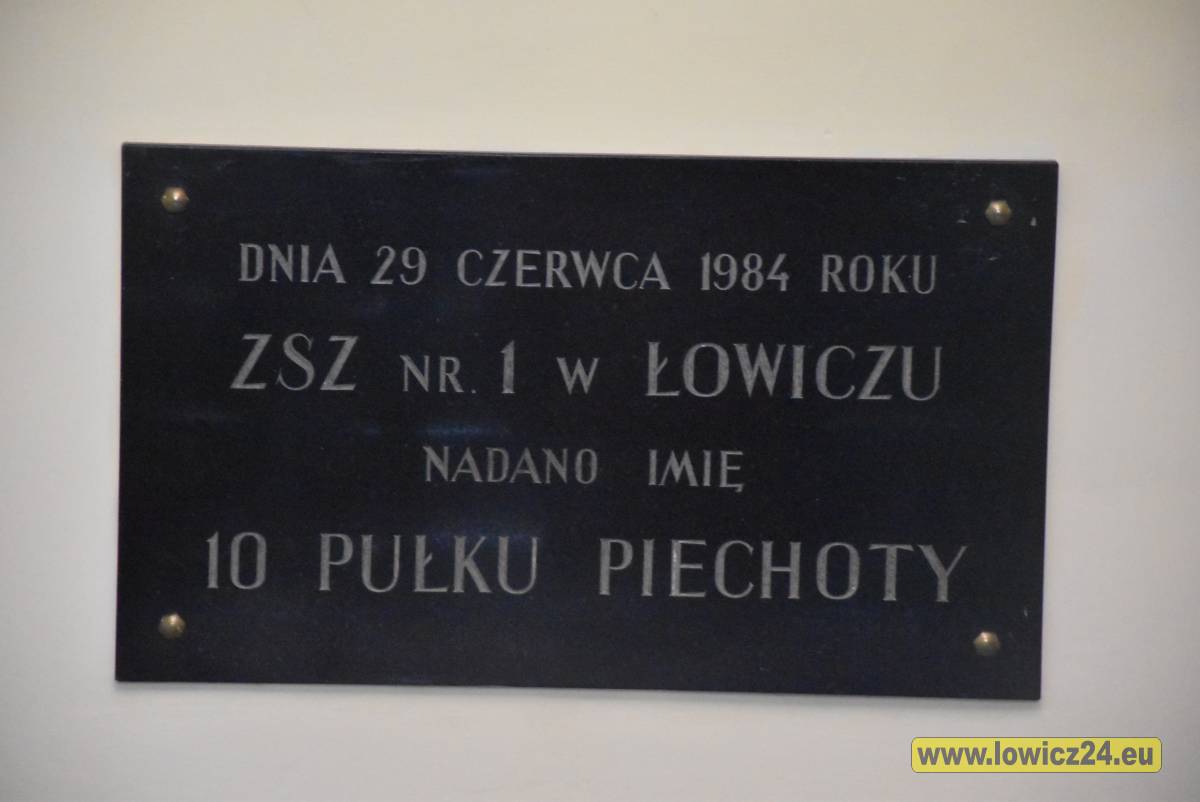 DNIA 29 CZERWCA 1984 ROKU
ZSZ NR. 1 W ŁOWICZU
NADANO IMIĘ
10 PUŁKU PIECHOTY
www.lowicz24.eu